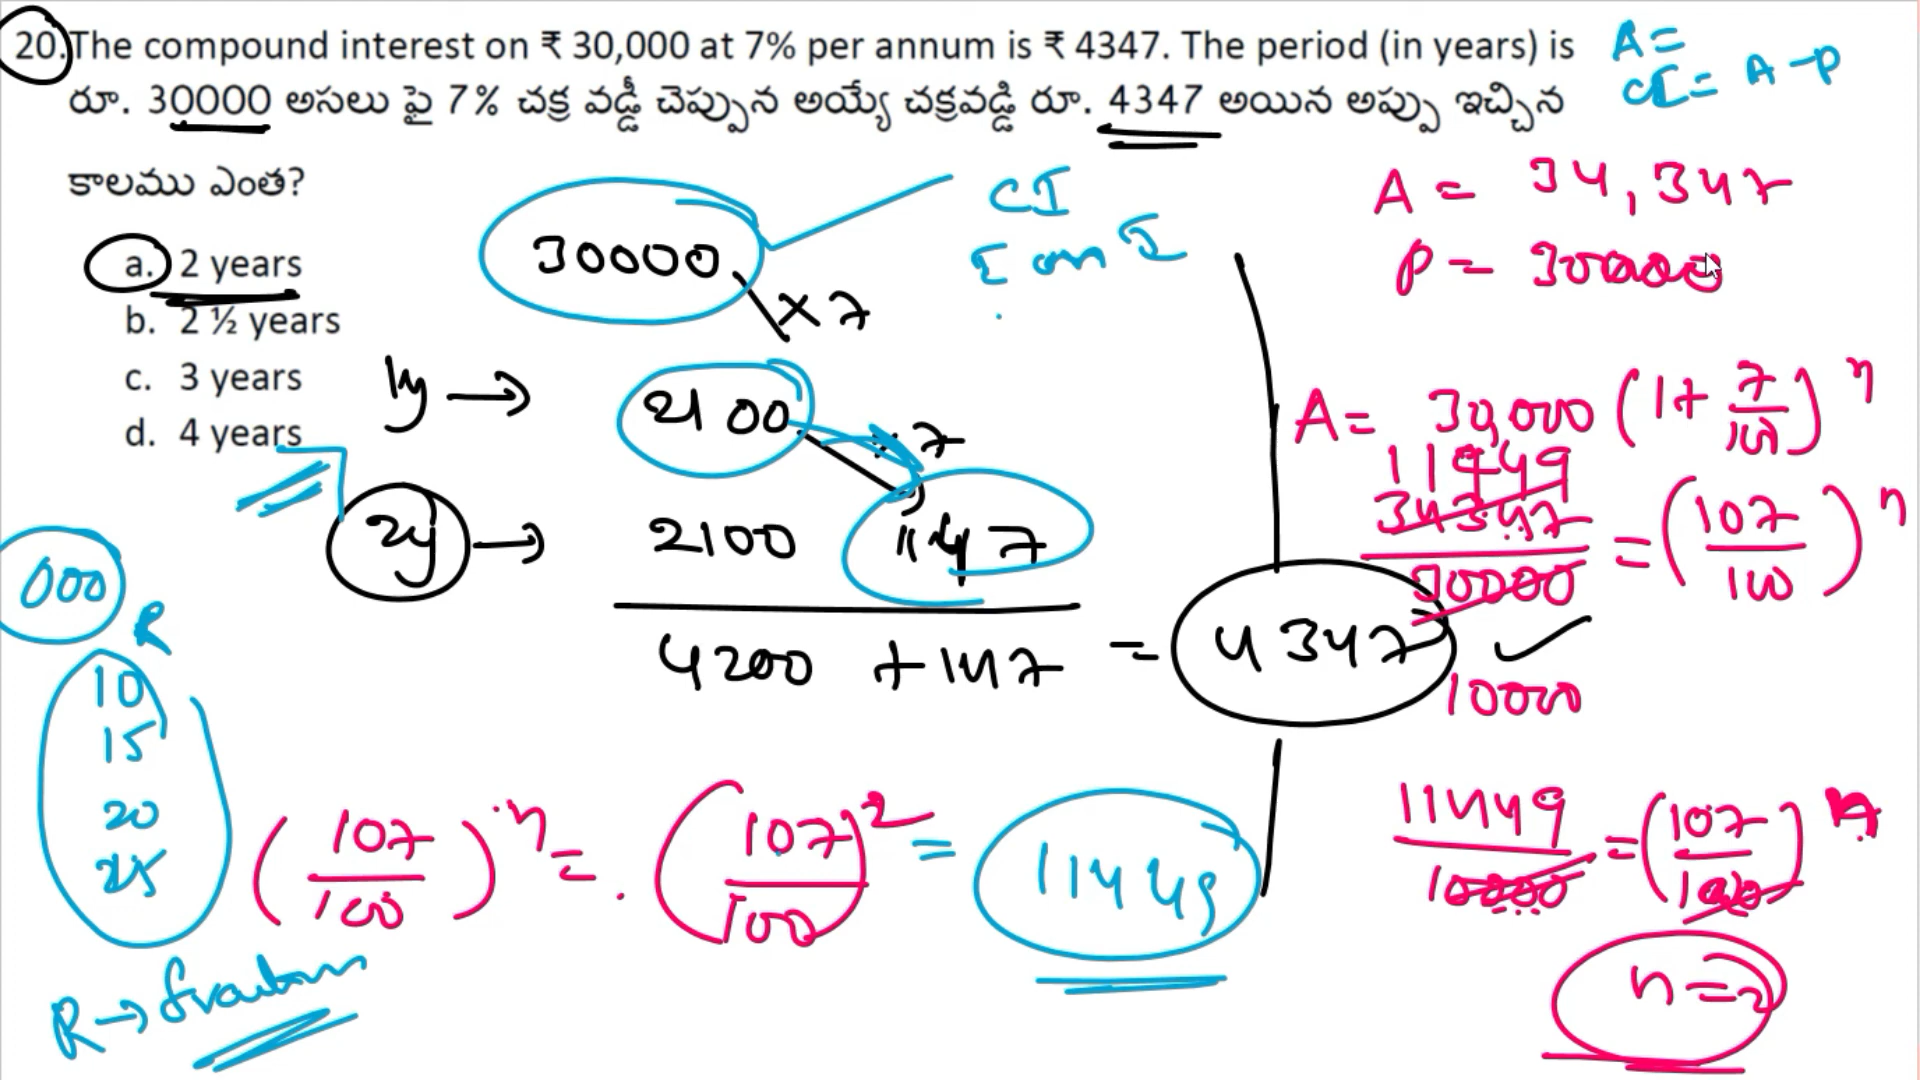 20. The compound interest on ₹ 30,000 at 7% per annum is ₹ 4347. The period (in years) is
రూ. 30000 అసలు ఫై 7% చక్ర వడ్డీ చెప్పున అయ్యే చక్రవడ్డి రూ. 4347 అయిన అప్పు ఇచ్చిన
కాలము ఎంత?
a. 2 years
b. 2 ½ years
c. 3 years
d. 4 years
A =
CI = A - P
A = 34,347
P = 30000
30000
CI
I on I
× 7
1y → 2100
× 7
2y → 2100 147
4200 + 147 = 4347
A = 30,000 (1 + 7/100)^n
11449
34347/30000 = (107/100)^n
10000
000
R
10
15
20
25
R → fraction
(107/100)^n = (107/100)^2 = 11449
11449/10000 = (107/100)^n
n = 2